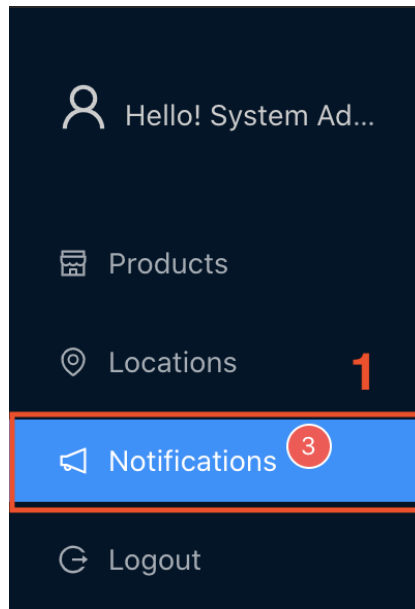 Hello! System Ad...
Products
Locations
1
Notifications 3
Logout